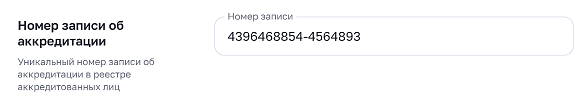 Номер записи об
аккредитации
Уникальный номер записи об
аккредитации в реестре
аккредитованных лиц
Номер записи
4396468854-4564893